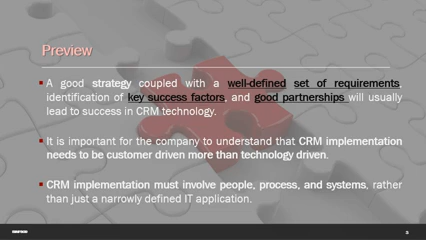 Preview
A good strategy coupled with a well-defined set of requirements,
identification of key success factors, and good partnerships will usually
lead to success in CRM technology.
It is important for the company to understand that CRM implementation
needs to be customer driven more than technology driven.
CRM implementation must involve people, process, and systems, rather
than just a narrowly defined IT application.